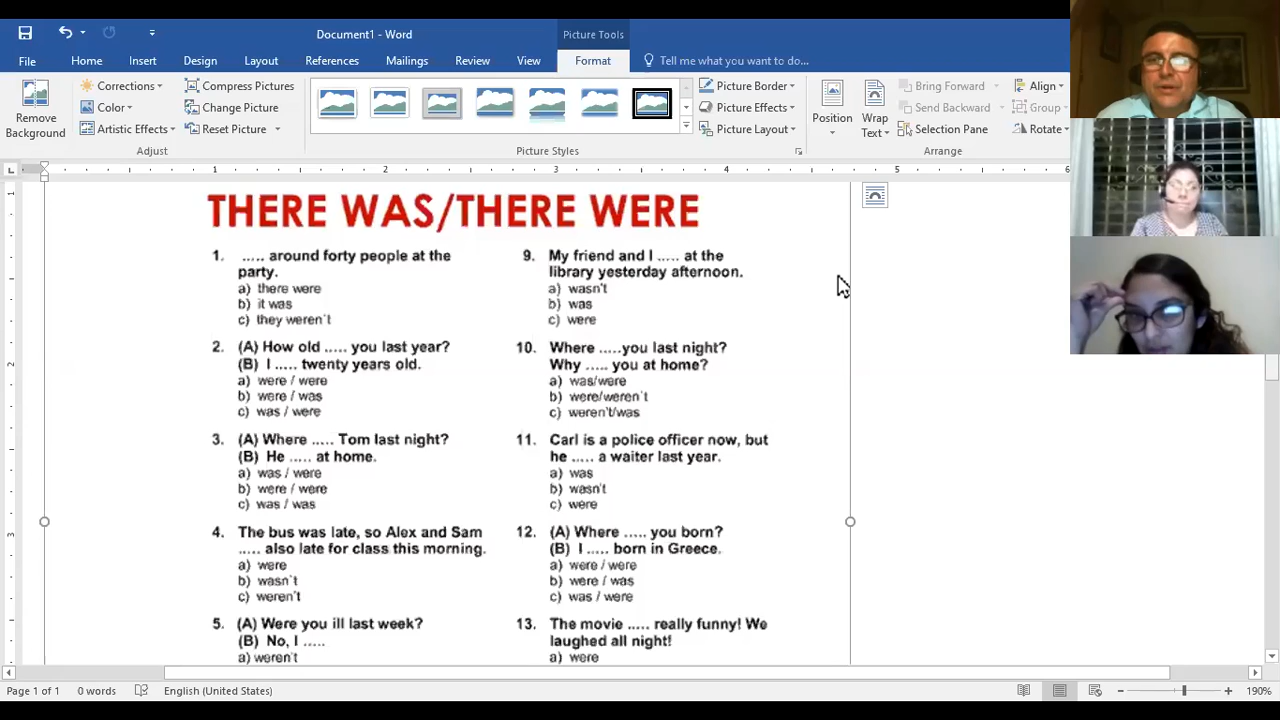 Document1 - Word
Picture Tools
File
Home
Insert
Design
Layout
References
Mailings
Review
View
Format
Tell me what you want to do...
Remove
Background
Corrections
Color
Artistic Effects
Compress Pictures
Change Picture
Reset Picture
Adjust
Picture Styles
Picture Border
Picture Effects
Picture Layout
Position
Wrap
Text
Bring Forward
Send Backward
Selection Pane
Align
Group
Rotate
Arrange
L
1
2
3
4
5
6
1
2
3
4
THERE WAS/THERE WERE
1. ..... around forty people at the
party.
a) there were
b) it was
c) they weren't
2. (A) How old ..... you last year?
(B) I ..... twenty years old.
a) were / were
b) were / was
c) was / were
3. (A) Where ..... Tom last night?
(B) He ..... at home.
a) was / were
b) were / were
c) was / was
4. The bus was late, so Alex and Sam
..... also late for class this morning.
a) were
b) wasn't
c) weren't
5. (A) Were you ill last week?
(B) No, I .....
a) weren't
9. My friend and I ..... at the
library yesterday afternoon.
a) wasn't
b) was
c) were
10. Where .....you last night?
Why ..... you at home?
a) was/were
b) were/weren't
c) weren't/was
11. Carl is a police officer now, but
he ..... a waiter last year.
a) was
b) wasn't
c) were
12. (A) Where ..... you born?
(B) I ..... born in Greece.
a) were / were
b) were / was
c) was / were
13. The movie ..... really funny! We
laughed all night!
a) were
Page 1 of 1
0 words
English (United States)
190%